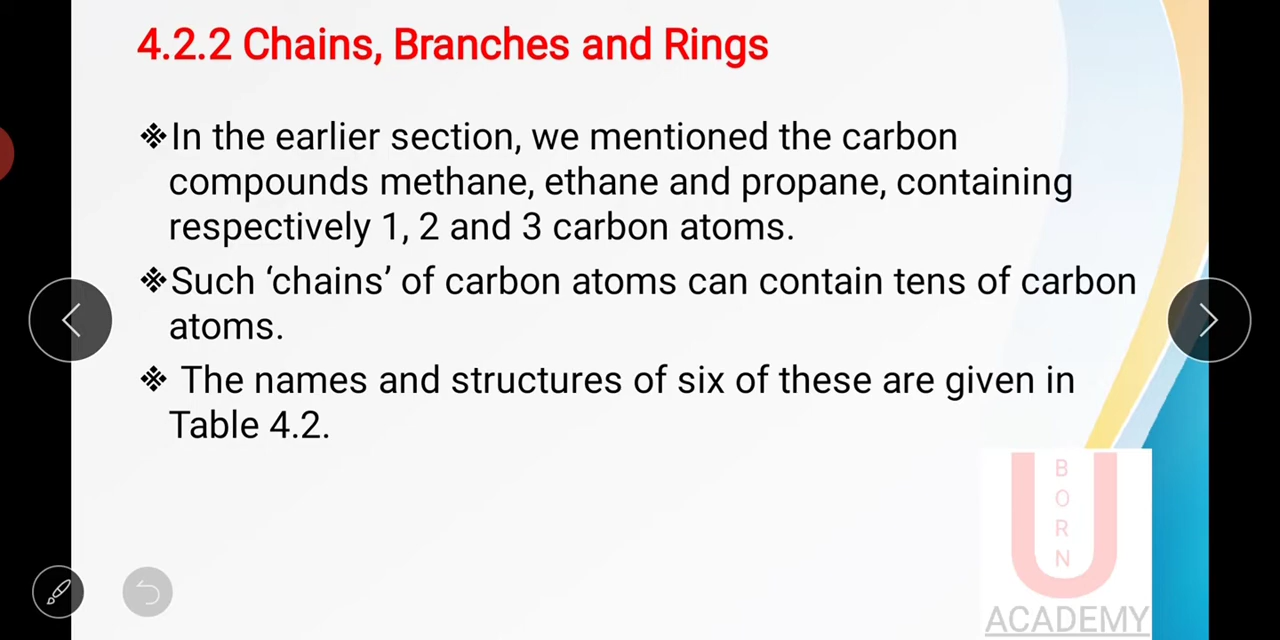 4.2.2 Chains, Branches and Rings
❖In the earlier section, we mentioned the carbon
compounds methane, ethane and propane, containing
respectively 1, 2 and 3 carbon atoms.
❖Such ‘chains’ of carbon atoms can contain tens of carbon
atoms.
❖ The names and structures of six of these are given in
Table 4.2.
U
B
O
R
N
ACADEMY